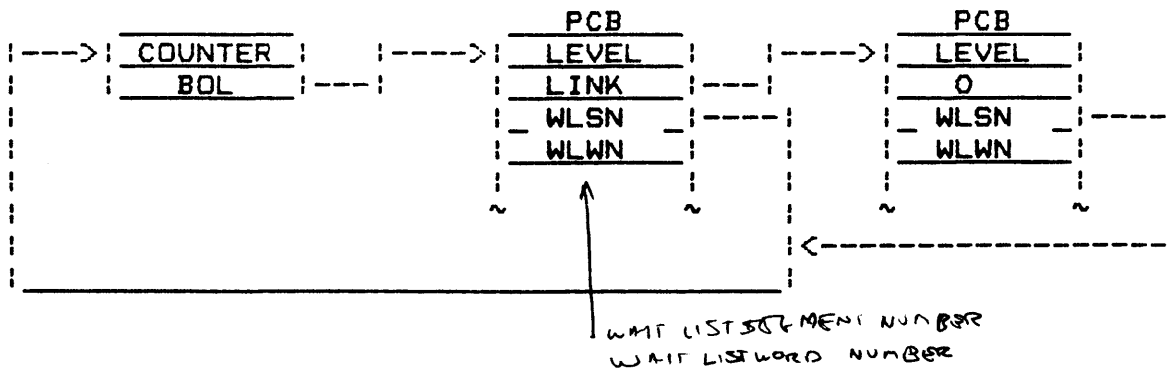 PCB PCB
COUNTER LEVEL LEVEL
BOL LINK 0
WLSN WLSN
WLWN WLWN
WAIT LIST SEGMENT NUMBER
WAIT LIST WORD NUMBER